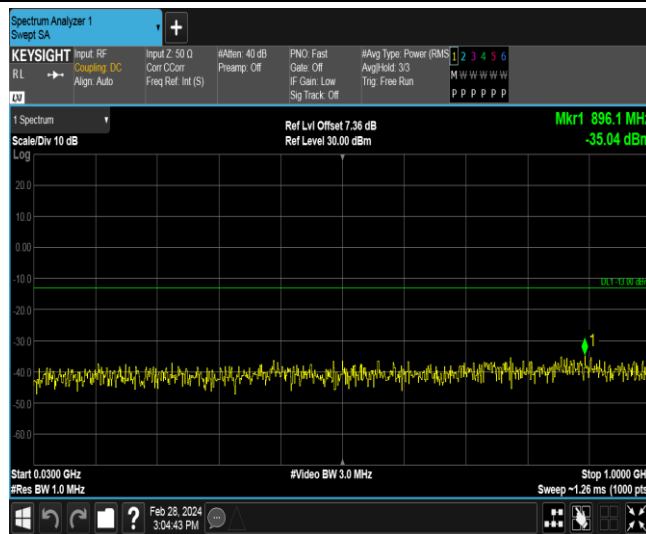 Spectrum Analyzer 1
Swept SA
+
KEYSIGHT
RL
LXI
Input: RF
Coupling: DC
Align: Auto
Input Z: 50 Ω
Corr CCorr
Freq Ref: Int (S)
#Atten: 40 dB
Preamp: Off
PNO: Fast
Gate: Off
IF Gain: Low
Sig Track: Off
#Avg Type: Power (RMS
Avg|Hold: 3/3
Trig: Free Run
1 2 3 4 5 6
M W W W W W
P P P P P P
1 Spectrum
Scale/Div 10 dB
Log
Ref Lvl Offset 7.36 dB
Ref Level 30.00 dBm
Mkr1 896.1 MHz
-35.04 dBm
20.0
10.0
0.00
-10.0
DL1 -13.00 dBm
-20.0
-30.0
1
-40.0
-50.0
-60.0
Start 0.0300 GHz
#Video BW 3.0 MHz
Stop 1.0000 GH
#Res BW 1.0 MHz
Sweep ~1.26 ms (1000 pts
?
Feb 28, 2024
3:04:43 PM